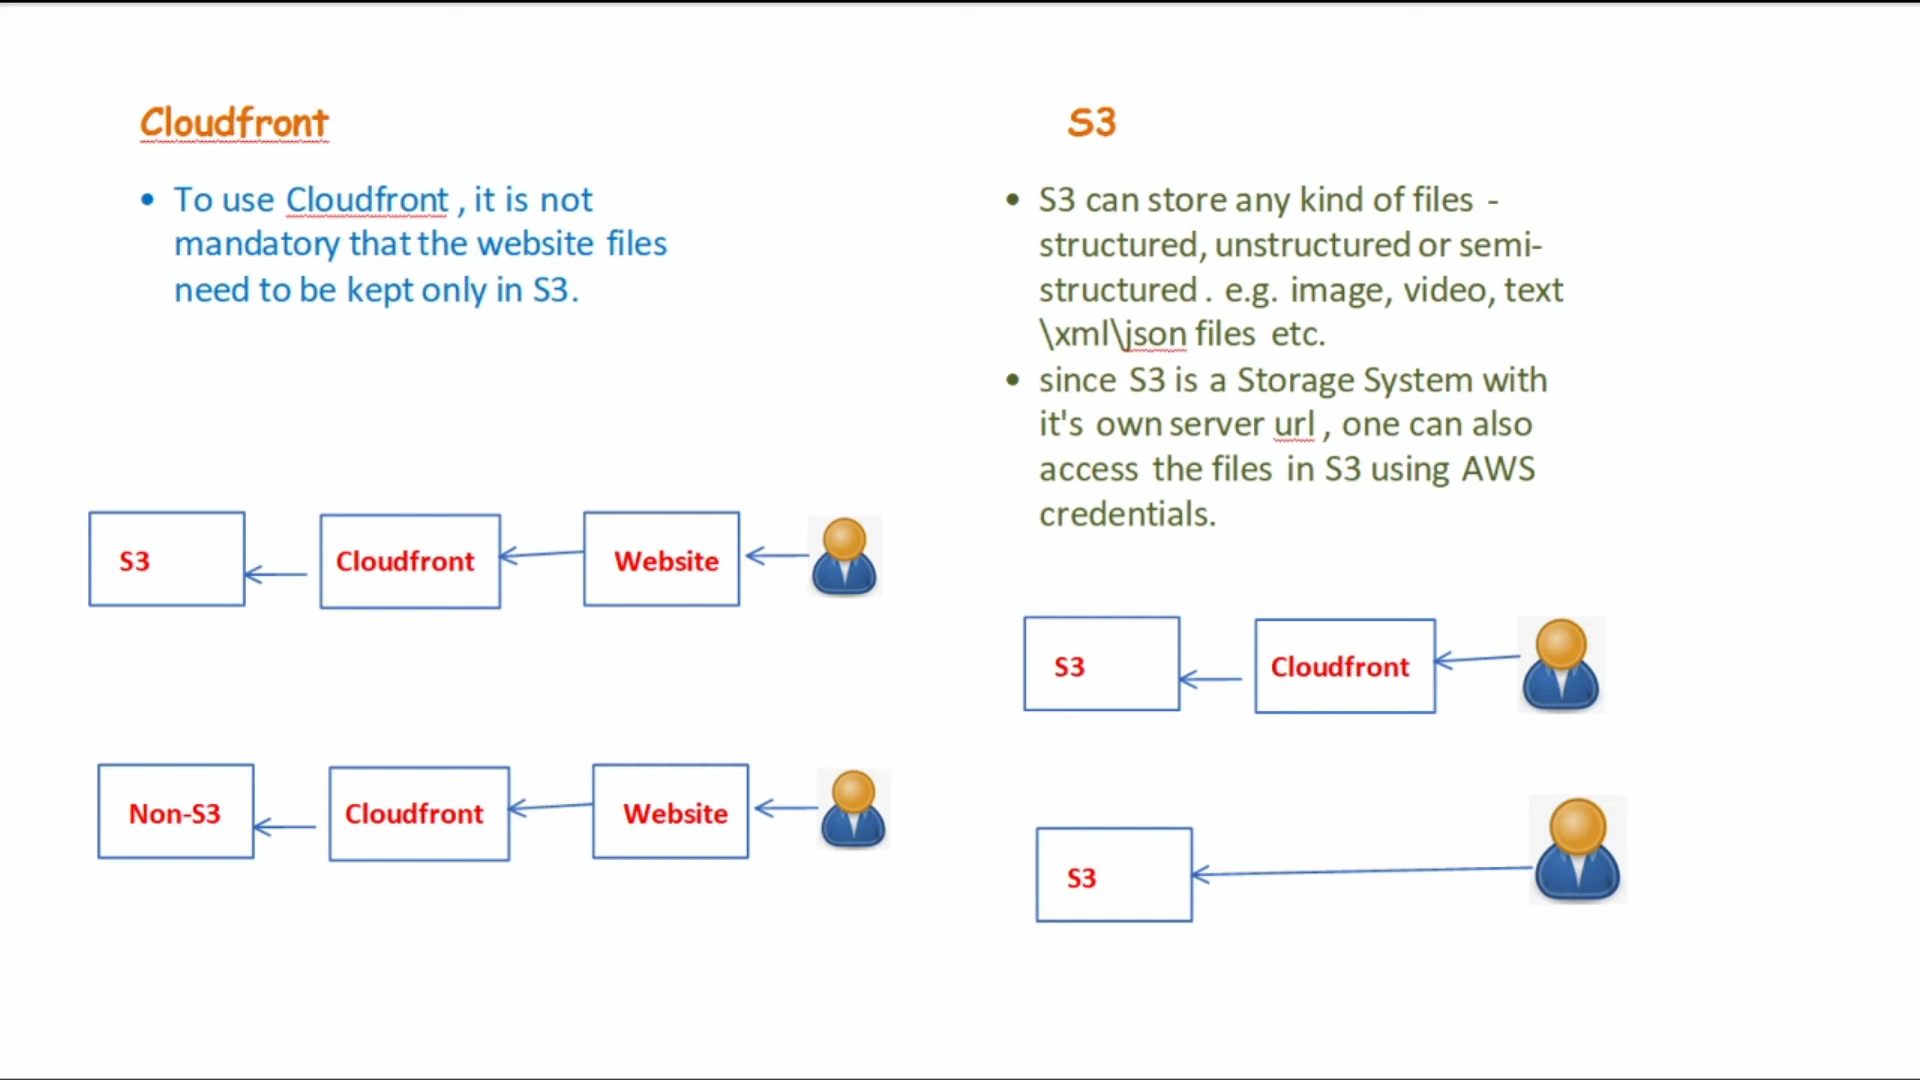 Cloudfront
To use Cloudfront , it is not
mandatory that the website files
need to be kept only in S3.
S3
Cloudfront
Website
Non-S3
Cloudfront
Website
S3
S3 can store any kind of files -
structured, unstructured or semi-
structured . e.g. image, video, text
\xml\json files etc.
since S3 is a Storage System with
it's own server url , one can also
access the files in S3 using AWS
credentials.
S3
Cloudfront
S3